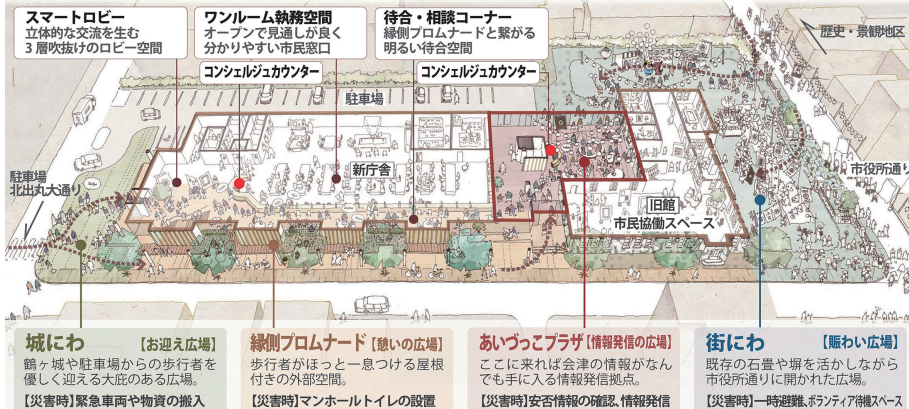 スマートロビー
立体的な交流を生む
3層吹抜けのロビー空間
ワンルーム執務空間
オープンで見通しが良く
分かりやすい市民窓口
待合・相談コーナー
縁側プロムナードと繋がる
明るい待合空間
コンシェルジュカウンター
コンシェルジュカウンター
歴史・景観地区
駐車場
新庁舎
駐車場
北出丸大通り
市役所通り
旧館
市民協働スペース
城にわ【お迎え広場】
鶴ヶ城や駐車場からの歩行者を
優しく迎える大庇のある広場。
【災害時】緊急車両や物資の搬入
縁側プロムナード【憩いの広場】
歩行者がほっと一息つける屋根
付きの外部空間。
【災害時】マンホールトイレの設置
あいづっこプラザ【情報発信の広場】
ここに来れば会津の情報がなん
でも手に入る情報発信拠点。
【災害時】安否情報の確認、情報発信
街にわ【賑わい広場】
既存の石畳や塀を活かしながら
市役所通りに開かれた広場。
【災害時】一時避難、ボランティア待機スペース